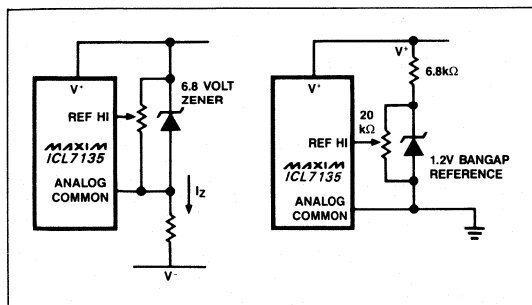 V⁺
V⁺
6.8 VOLT
ZENER
REF HI
MAXIM
ICL7135
ANALOG
COMMON
IZ
V⁻
V⁺
V⁺
6.8kΩ
20
kΩ
REF HI
MAXIM
ICL7135
1.2V BANGAP
REFERENCE
ANALOG
COMMON